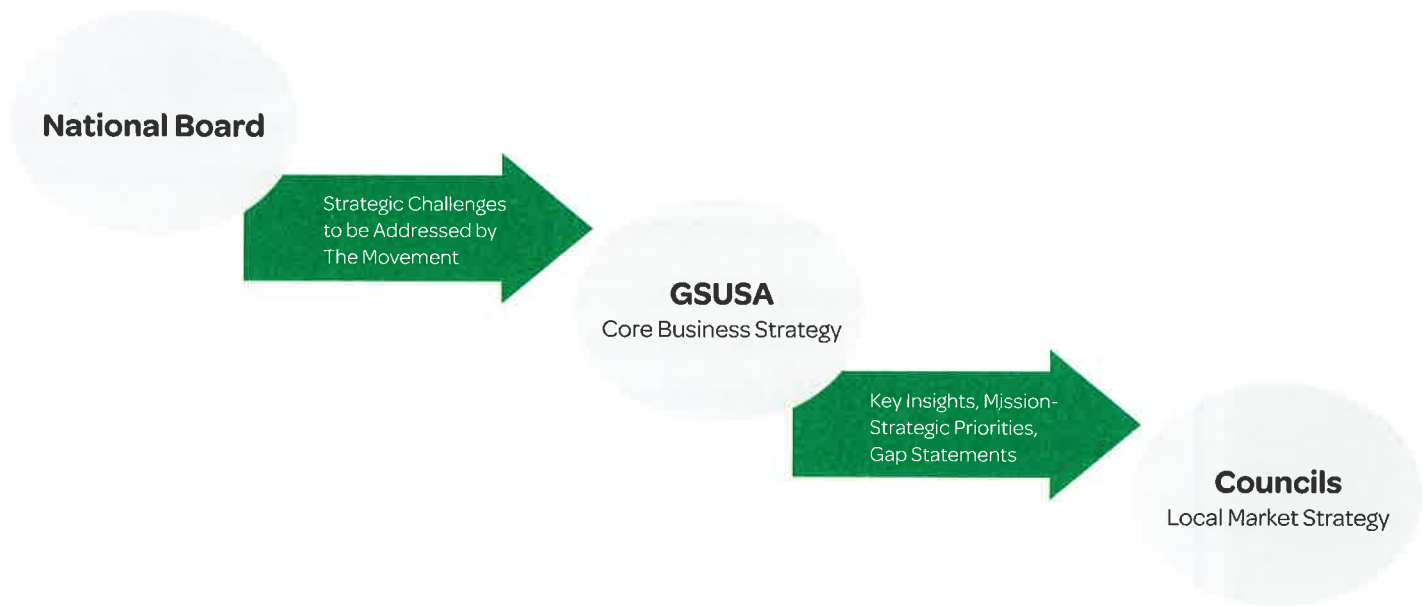 National Board
Strategic Challenges
to be Addressed by
The Movement
GSUSA
Core Business Strategy
Key Insights, Mission-
Strategic Priorities,
Gap Statements
Councils
Local Market Strategy